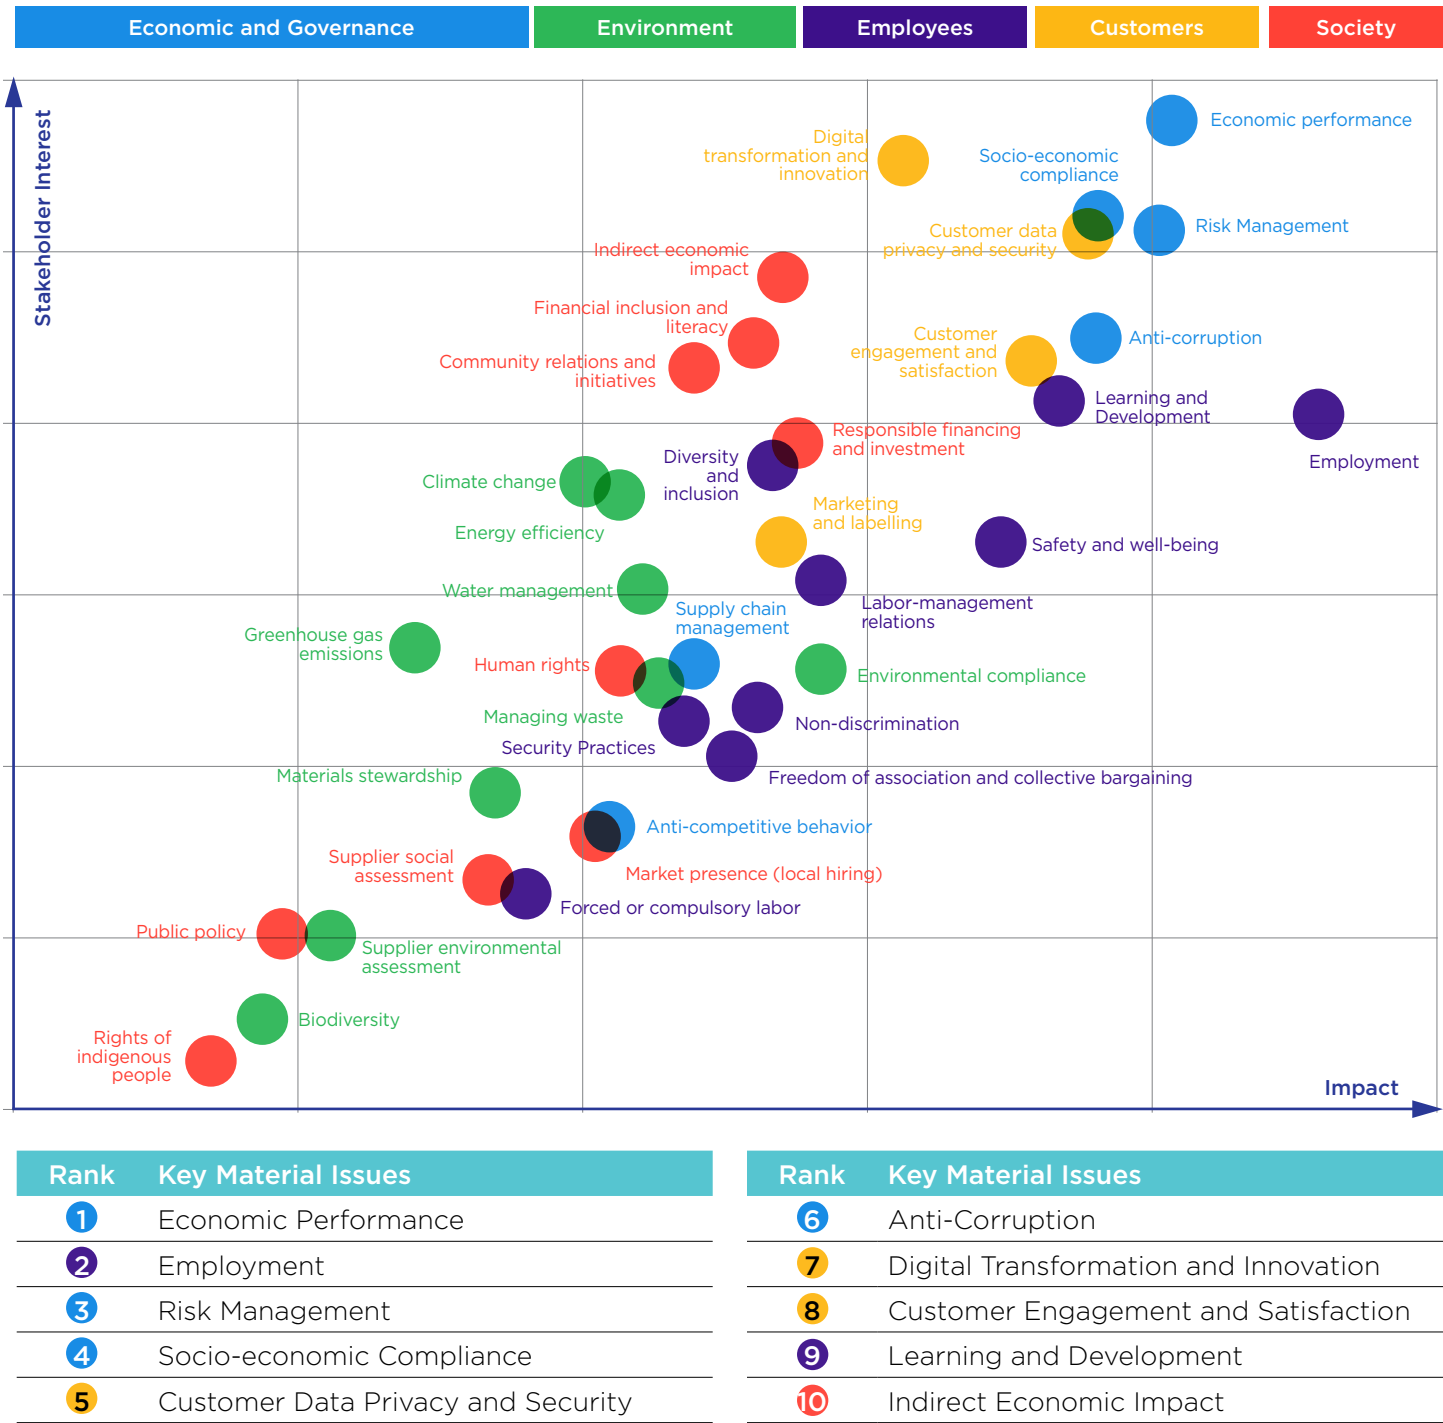 Economic and Governance
Environment
Employees
Customers
Society
Stakeholder Interest
Economic performance
Digital
transformation and
innovation
Socio-economic
compliance
Customer data
privacy and security
Risk Management
Indirect economic
impact
Financial inclusion and
literacy
Community relations and
initiatives
Customer
engagement and
satisfaction
Anti-corruption
Learning and
Development
Employment
Responsible financing
and investment
Diversity
and
inclusion
Climate change
Energy efficiency
Marketing
and labelling
Safety and well-being
Water management
Labor-management
relations
Supply chain
management
Greenhouse gas
emissions
Human rights
Environmental compliance
Managing waste
Non-discrimination
Security Practices
Freedom of association and collective bargaining
Materials stewardship
Anti-competitive behavior
Supplier social
assessment
Market presence (local hiring)
Forced or compulsory labor
Public policy
Supplier environmental
assessment
Biodiversity
Rights of
indigenous
people
Impact
Rank Key Material Issues
1 Economic Performance
2 Employment
3 Risk Management
4 Socio-economic Compliance
5 Customer Data Privacy and Security
Rank Key Material Issues
6 Anti-Corruption
7 Digital Transformation and Innovation
8 Customer Engagement and Satisfaction
9 Learning and Development
10 Indirect Economic Impact